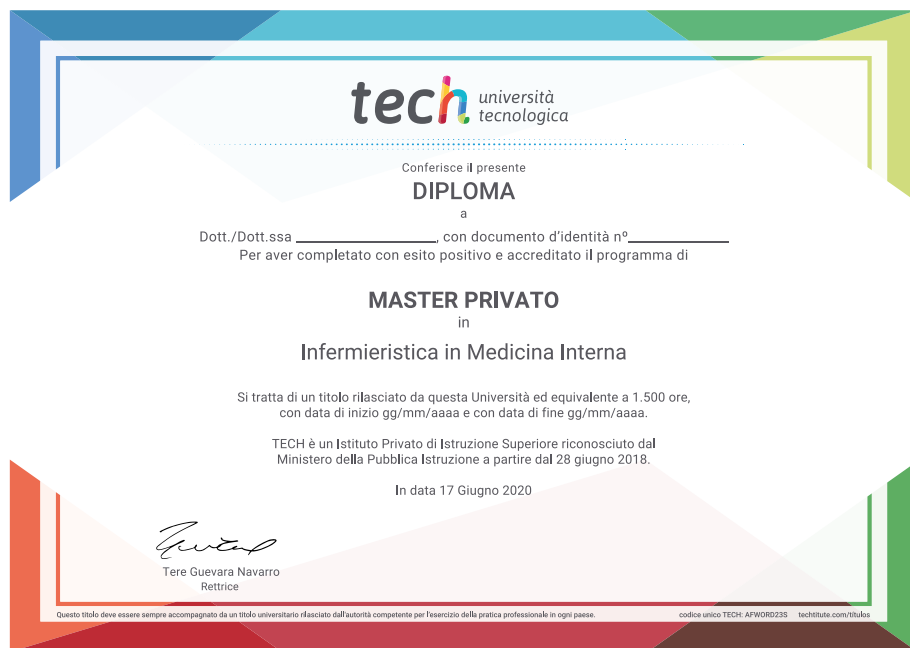 tech università
tecnologica
Conferisce il presente
DIPLOMA
a
Dott./Dott.ssa ________________, con documento d'identità nº____________
Per aver completato con esito positivo e accreditato il programma di
MASTER PRIVATO
in
Infermieristica in Medicina Interna
Si tratta di un titolo rilasciato da questa Università ed equivalente a 1.500 ore,
con data di inizio gg/mm/aaaa e con data di fine gg/mm/aaaa.
TECH è un Istituto Privato di Istruzione Superiore riconosciuto dal
Ministero della Pubblica Istruzione a partire dal 28 giugno 2018.
In data 17 Giugno 2020
Tere Guevara Navarro
Rettrice
Questo titolo deve essere sempre accompagnato da un titolo universitario rilasciato dall'autorità competente per l'esercizio della pratica professionale in ogni paese. codice unico TECH: AFWORD23S techtitute.com/titulos